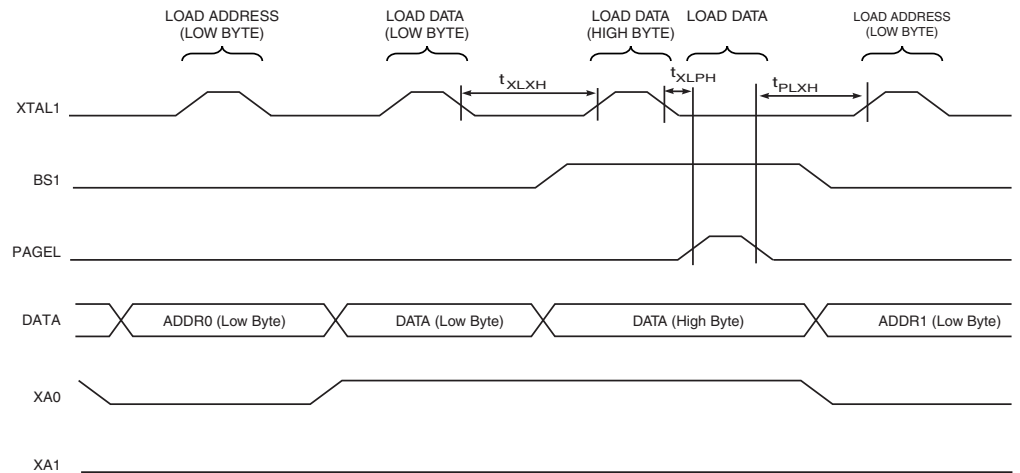 LOAD ADDRESS
(LOW BYTE)
LOAD DATA
(LOW BYTE)
LOAD DATA
(HIGH BYTE)
LOAD DATA
LOAD ADDRESS
(LOW BYTE)
tXLXH
tXLPH
tPLXH
XTAL1
BS1
PAGEL
DATA
ADDR0 (Low Byte)
DATA (Low Byte)
DATA (High Byte)
ADDR1 (Low Byte)
XA0
XA1